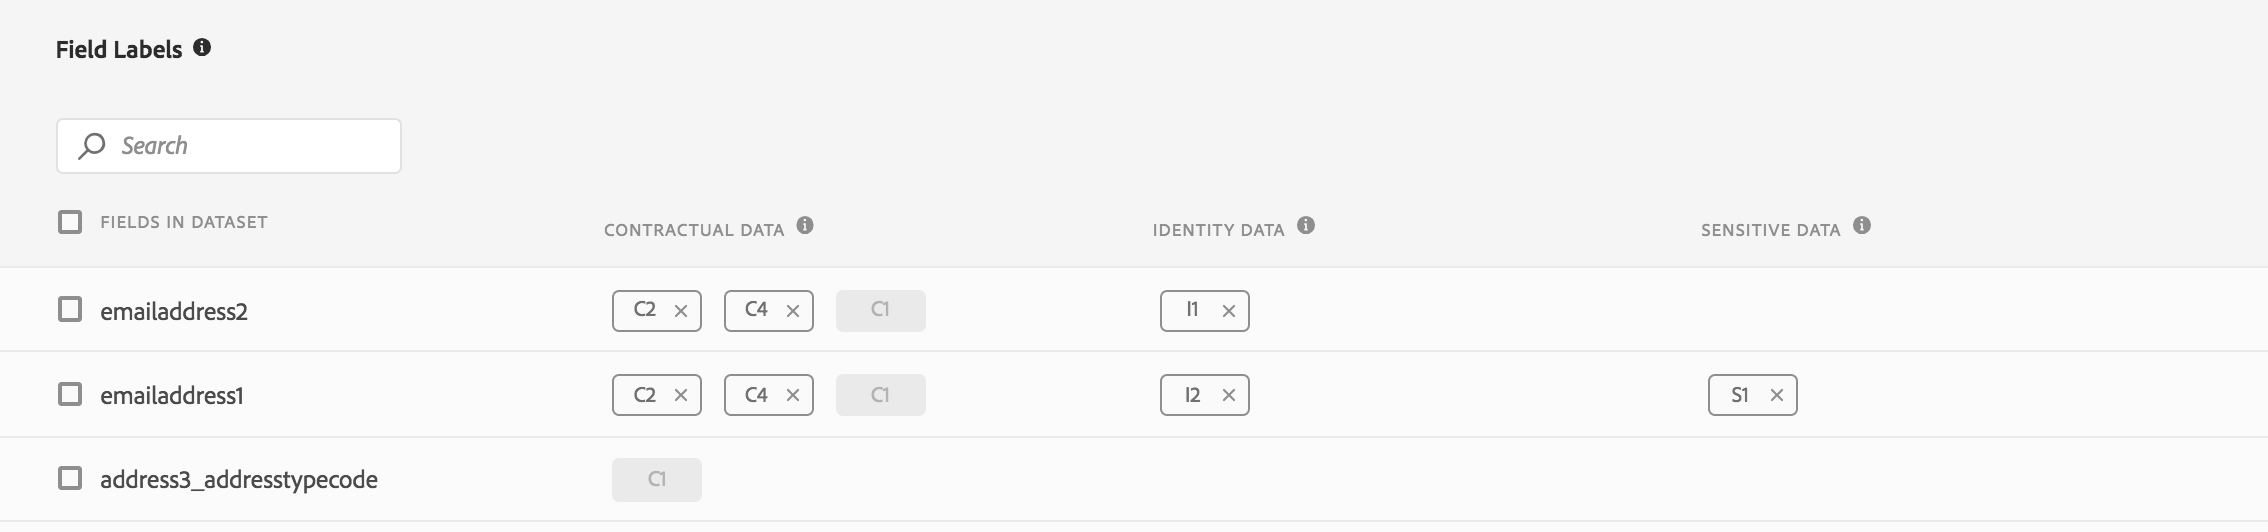 Field Labels
Search
FIELDS IN DATASET CONTRACTUAL DATA IDENTITY DATA SENSITIVE DATA
emailaddress2 C2 C4 C1 I1
emailaddress1 C2 C4 C1 I2 S1
address3_addresstypecode C1